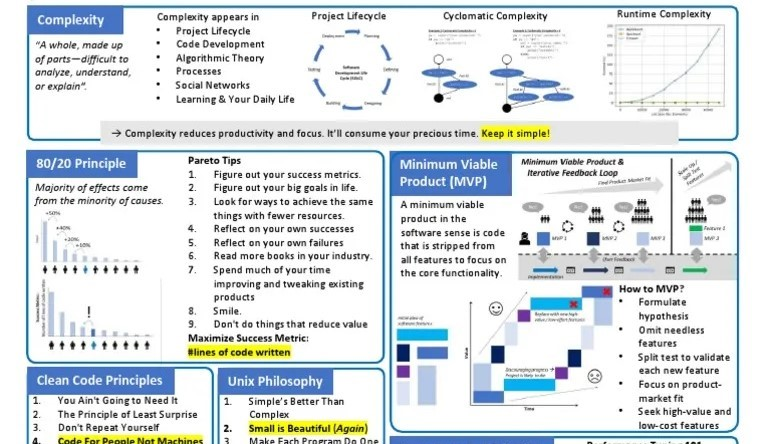 Complexity
"A whole, made up
of parts—difficult to
analyze, understand,
or explain".
Complexity appears in
• Project Lifecycle
• Code Development
• Algorithmic Theory
• Processes
• Social Networks
• Learning & Your Daily Life
Project Lifecycle
Planning
Defining
Designing
Building
Testing
Deployment
Software
Development Life
Cycle (SDLC)
Cyclomatic Complexity
Runtime Complexity
→ Complexity reduces productivity and focus. It'll consume your precious time. Keep it simple!
80/20 Principle
Majority of effects come
from the minority of causes.
+50%
+40%
+20%
+10%
!
Pareto Tips
1. Figure out your success metrics.
2. Figure out your big goals in life.
3. Look for ways to achieve the same
things with fewer resources.
4. Reflect on your own successes
5. Reflect on your own failures
6. Read more books in your industry.
7. Spend much of your time
improving and tweaking existing
products
8. Smile.
9. Don't do things that reduce value
Maximize Success Metric:
#lines of code written
Minimum Viable
Product (MVP)
A minimum viable
product in the
software sense is code
that is stripped from
all features to focus on
the core functionality.
Minimum Viable Product &
Iterative Feedback Loop
Find Product Market Fit
Scale Up/
Split Test
Features
MVP 1
MVP 2
MVP 3
Feature 1
MVP 3
User Feedback
Implementation
Initial idea of
software features
Value
Time
Replace with new high-
value / low effort features
Discouraging progress →
Project is likely to die
How to MVP?
• Formulate
hypothesis
• Omit needless
features
• Split test to validate
each new feature
• Focus on product-
market fit
• Seek high-value and
low-cost features
Clean Code Principles
1. You Ain't Going to Need It
2. The Principle of Least Surprise
3. Don't Repeat Yourself
4. Code For People Not Machines
Unix Philosophy
1. Simple's Better Than
Complex
2. Small is Beautiful (Again)
3. Make Each Program Do One